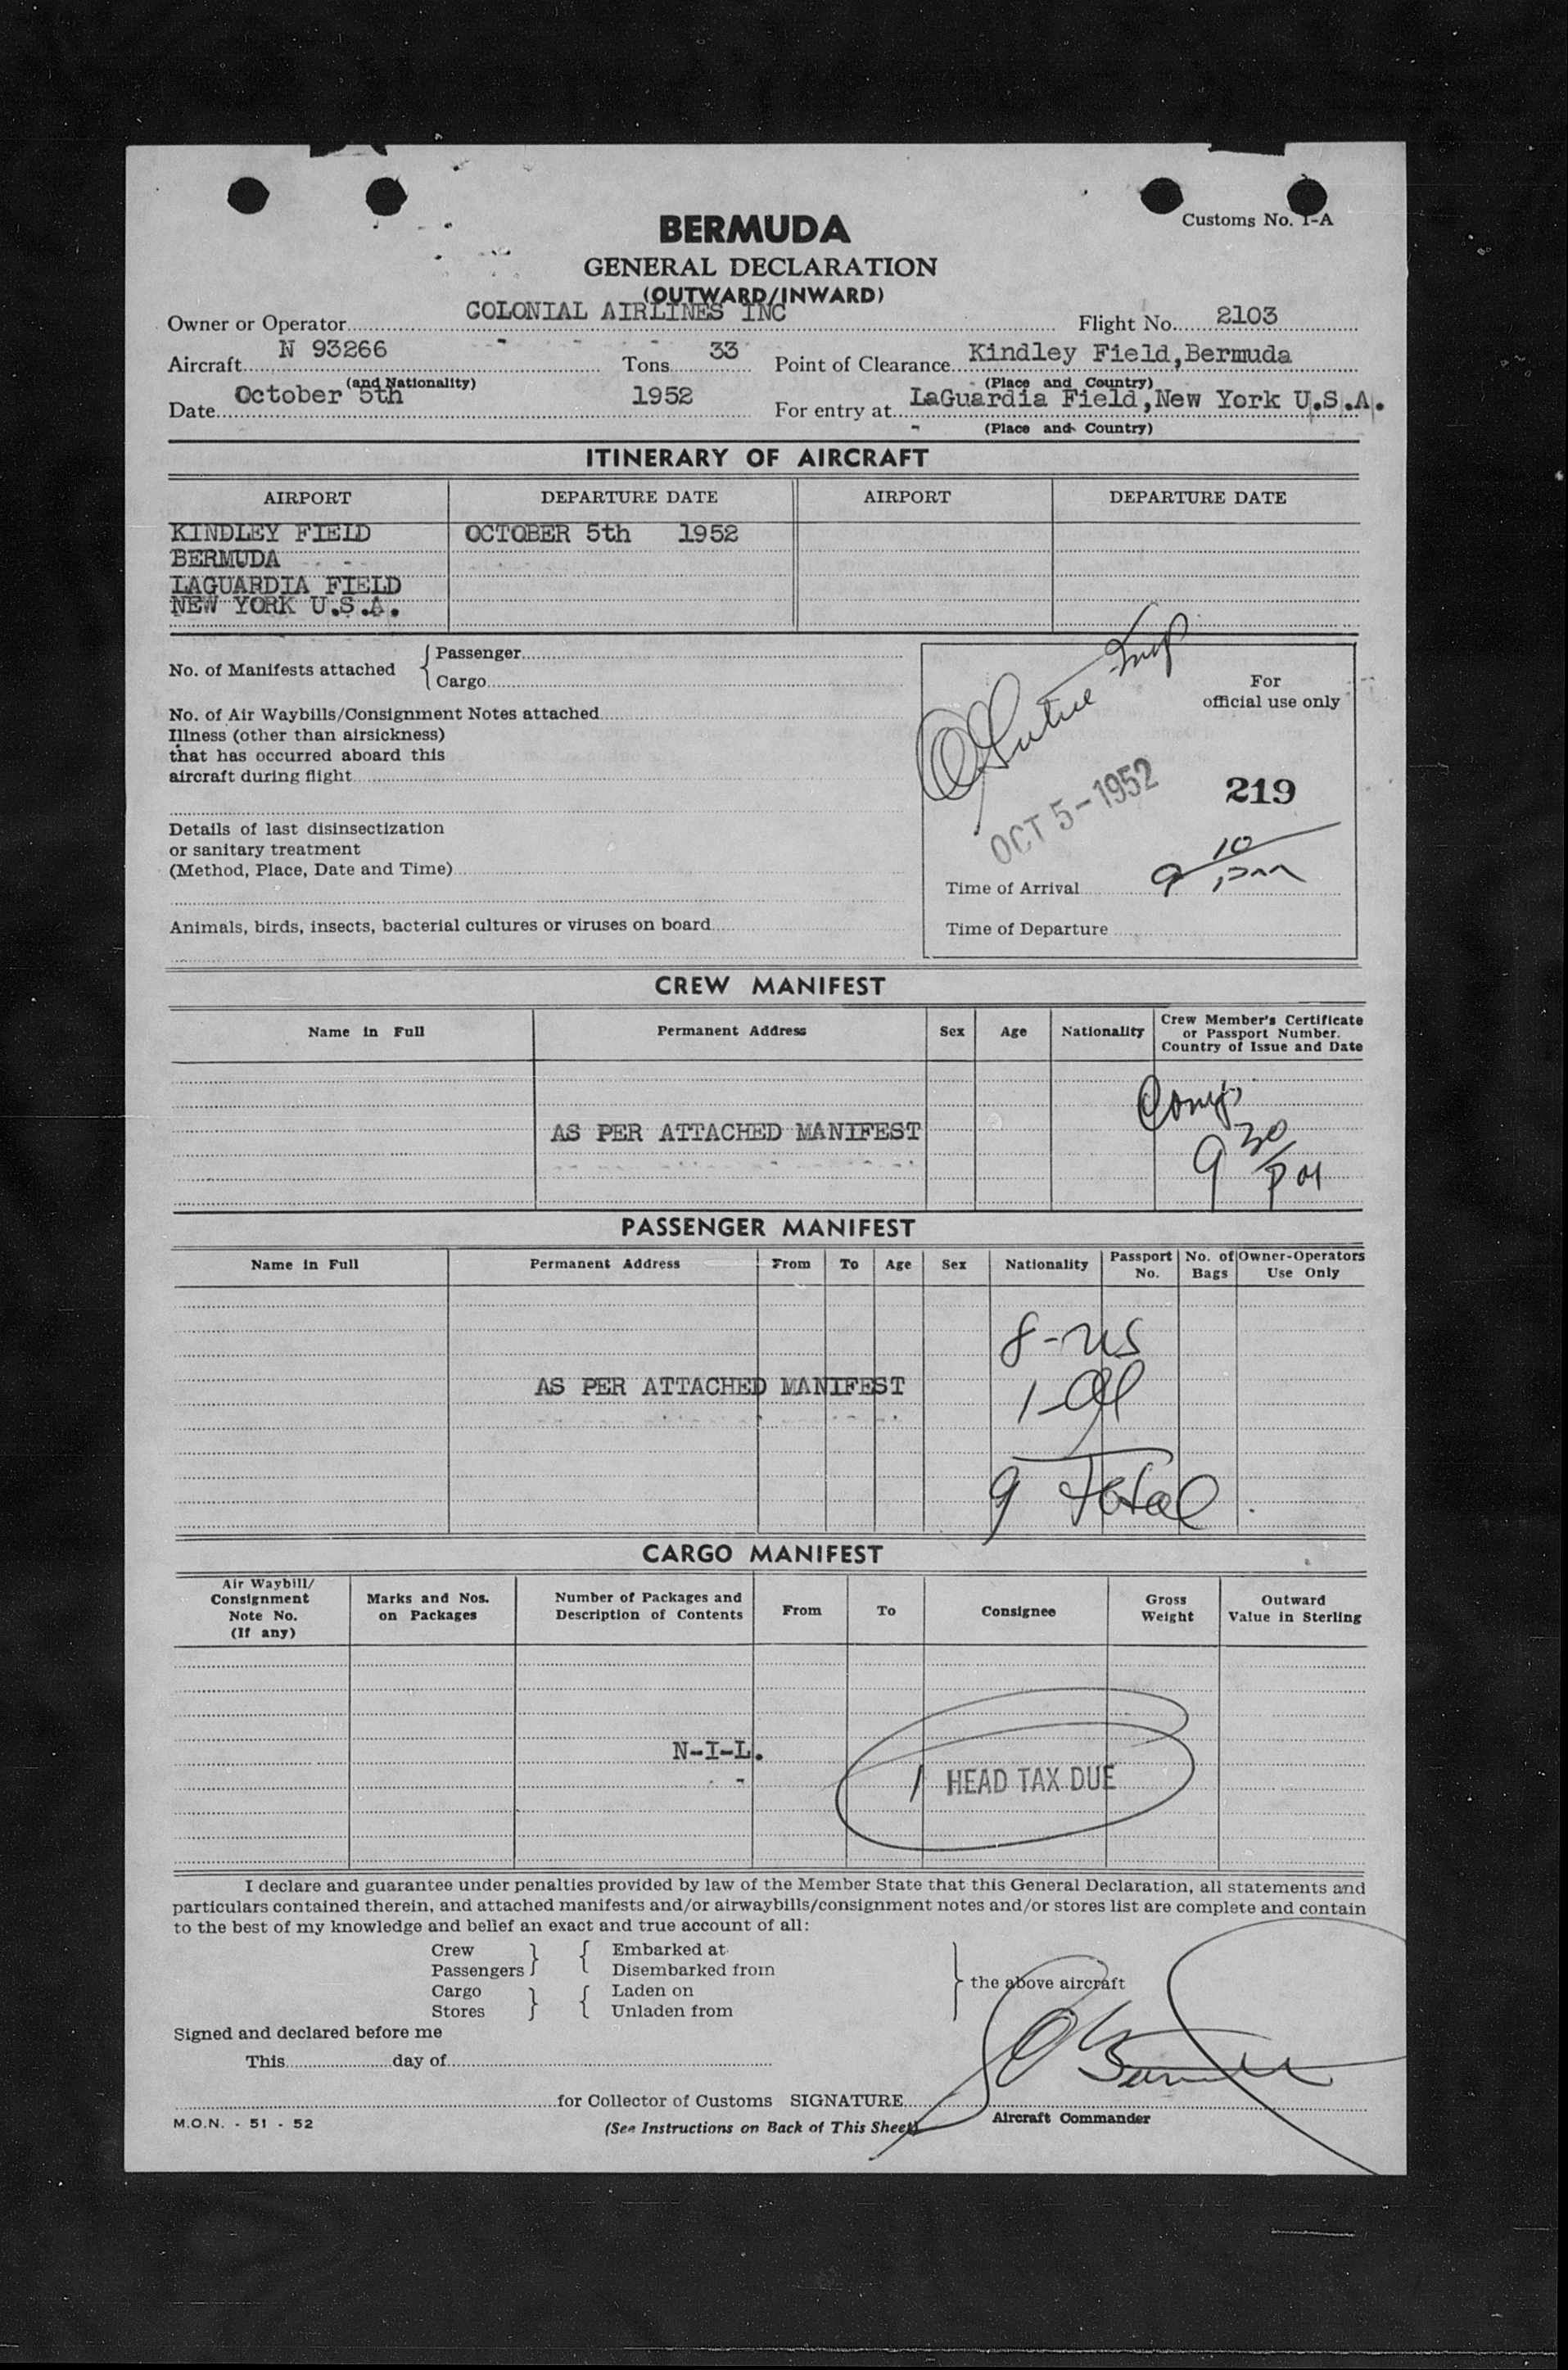 Customs No. 1-A
BERMUDA
GENERAL DECLARATION
(OUTWARD/INWARD)
Owner or Operator COLONIAL AIRLINES INC Flight No. 2103
Aircraft N 93266 Tons 33 Point of Clearance Kindley Field,Bermuda
(and Nationality) (Place and Country)
Date October 5th 1952 For entry at LaGuardia Field,New York U.S.A.
(Place and Country)
ITINERARY OF AIRCRAFT
AIRPORT DEPARTURE DATE AIRPORT DEPARTURE DATE
KINDLEY FIELD OCTOBER 5th 1952
BERMUDA
LAGUARDIA FIELD
NEW YORK U.S.A.
No. of Manifests attached { Passenger
Cargo
No. of Air Waybills/Consignment Notes attached
Illness (other than airsickness)
that has occurred aboard this
aircraft during flight
Details of last disinsectization
or sanitary treatment
(Method, Place, Date and Time)
Animals, birds, insects, bacterial cultures or viruses on board
For
official use only
OCT 5-1952
219
Time of Arrival 9 10 pm
Time of Departure
CREW MANIFEST
Name in Full Permanent Address Sex Age Nationality Crew Member's Certificate
or Passport Number.
Country of Issue and Date
AS PER ATTACHED MANIFEST
Comp
9 30 PM
PASSENGER MANIFEST
Name in Full Permanent Address From To Age Sex Nationality Passport No. No. of Bags Owner-Operators Use Only
8-US
AS PER ATTACHED MANIFEST
1-Al
9 Total
CARGO MANIFEST
Air Waybill/
Consignment
Note No.
(If any)
Marks and Nos.
on Packages
Number of Packages and
Description of Contents
From To Consignee
Gross
Weight
Outward
Value in Sterling
N-I-L.
1 HEAD TAX DUE
I declare and guarantee under penalties provided by law of the Member State that this General Declaration, all statements and
particulars contained therein, and attached manifests and/or airwaybills/consignment notes and/or stores list are complete and contain
to the best of my knowledge and belief an exact and true account of all:
Crew } { Embarked at
Passengers Disembarked from
Cargo } { Laden on
Stores Unladen from
} the above aircraft
Signed and declared before me
This day of
for Collector of Customs SIGNATURE
Aircraft Commander
M.O.N. - 51 - 52
(See Instructions on Back of This Sheet)